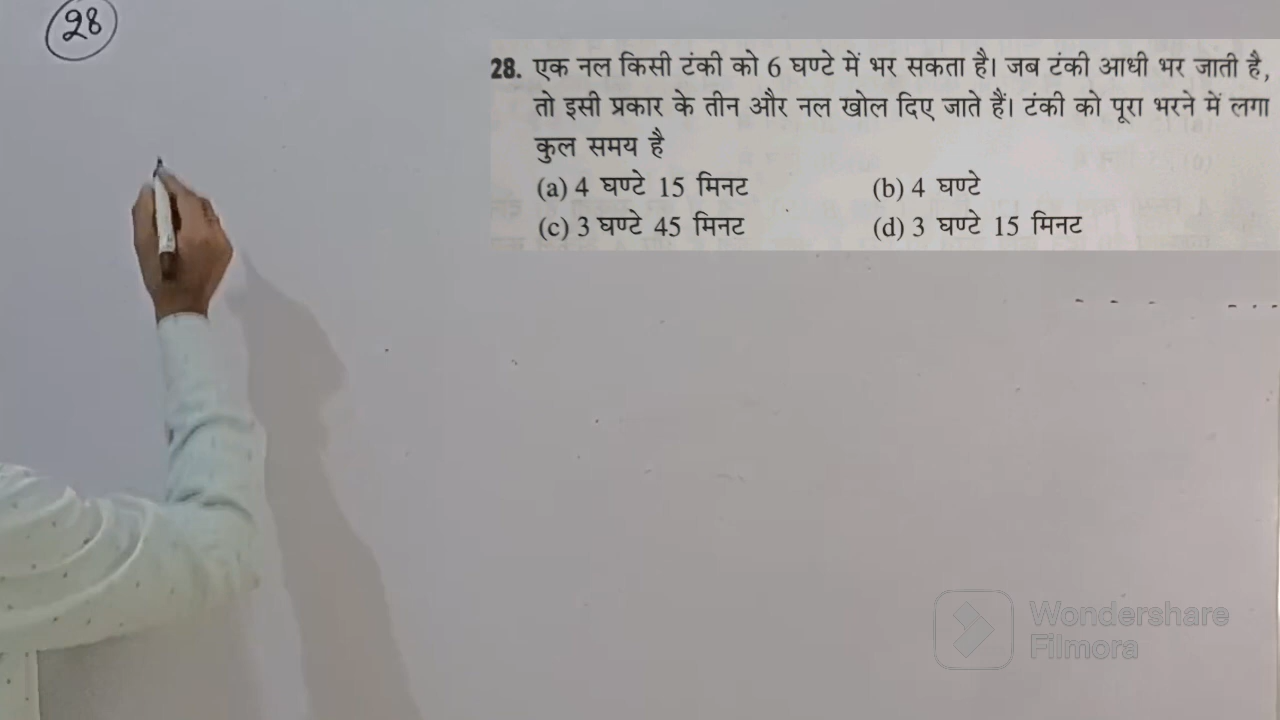 28
28. एक नल किसी टंकी को 6 घण्टे में भर सकता है। जब टंकी आधी भर जाती है,
तो इसी प्रकार के तीन और नल खोल दिए जाते हैं। टंकी को पूरा भरने में लगा
कुल समय है
(a) 4 घण्टे 15 मिनट (b) 4 घण्टे
(c) 3 घण्टे 45 मिनट (d) 3 घण्टे 15 मिनट
Wondershare
Filmora